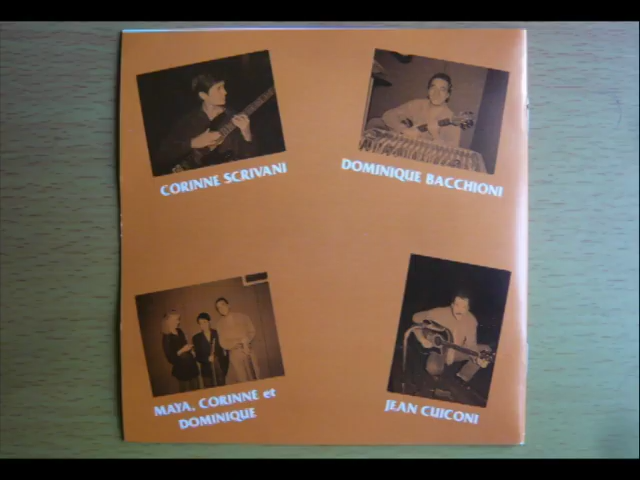 CORINNE SCRIVANI
DOMINIQUE BACCHIONI
MAYA, CORINNE et
DOMINIQUE
JEAN CUICONI